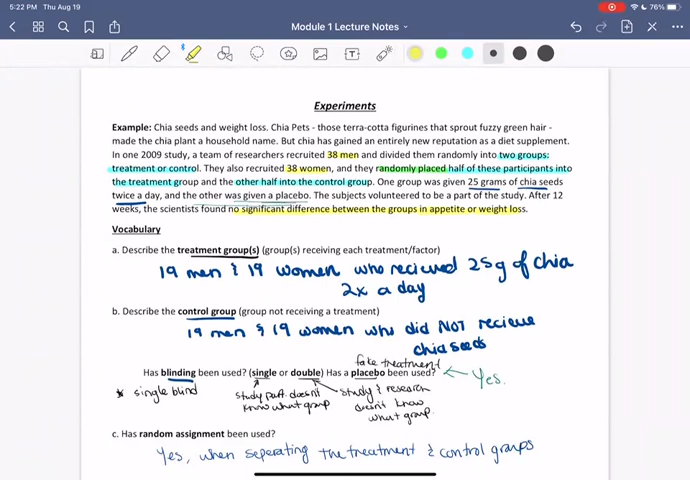 5:22 PM Thu Aug 19
76%
Module 1 Lecture Notes
Experiments
Example: Chia seeds and weight loss. Chia Pets - those terra-cotta figurines that sprout fuzzy green hair -
made the chia plant a household name. But chia has gained an entirely new reputation as a diet supplement.
In one 2009 study, a team of researchers recruited 38 men and divided them randomly into two groups:
treatment or control. They also recruited 38 women, and they randomly placed half of these participants into
the treatment group and the other half into the control group. One group was given 25 grams of chia seeds
twice a day, and the other was given a placebo. The subjects volunteered to be a part of the study. After 12
weeks, the scientists found no significant difference between the groups in appetite or weight loss.
Vocabulary
a. Describe the treatment group(s) (group(s) receiving each treatment/factor)
19 men & 19 women who recieved 25g of chia
2x a day
b. Describe the control group (group not receiving a treatment)
19 men & 19 women who did NOT recieve
chia seeds
fake treatment
Has blinding been used? (single or double) Has a placebo been used?
Yes.
* single blind
study part doesn't
know what group
study & research
doesn't know
what group
c. Has random assignment been used?
Yes, when seperating the treatment & control groups